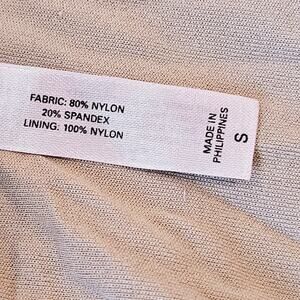 FABRIC: 80% NYLON
20% SPANDEX
LINING: 100% NYLON
MADE IN
PHILIPPINES
S